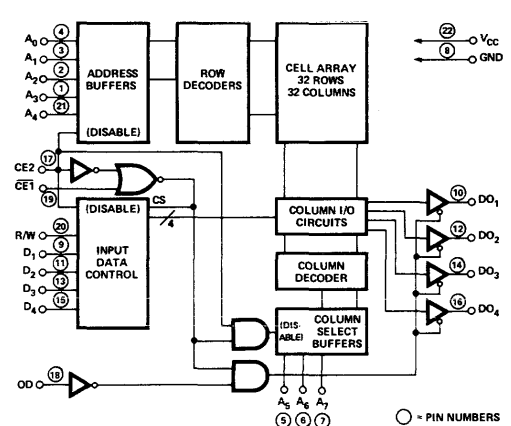 A0 4
A1 3
A2 2
A3 1
A4 21
ADDRESS
BUFFERS
(DISABLE)
ROW
DECODERS
CELL ARRAY
32 ROWS
32 COLUMNS
22 VCC
8 GND
17
CE2
CE1
19
(DISABLE)
CS
4
R/W 20
D1 9
D2 11
D3 13
D4 15
INPUT
DATA
CONTROL
COLUMN I/O
CIRCUITS
COLUMN
DECODER
(DIS-
ABLE)
COLUMN
SELECT
BUFFERS
10 DO1
12 DO2
14 DO3
16 DO4
OD 18
A5 A6 A7
5 6 7
= PIN NUMBERS